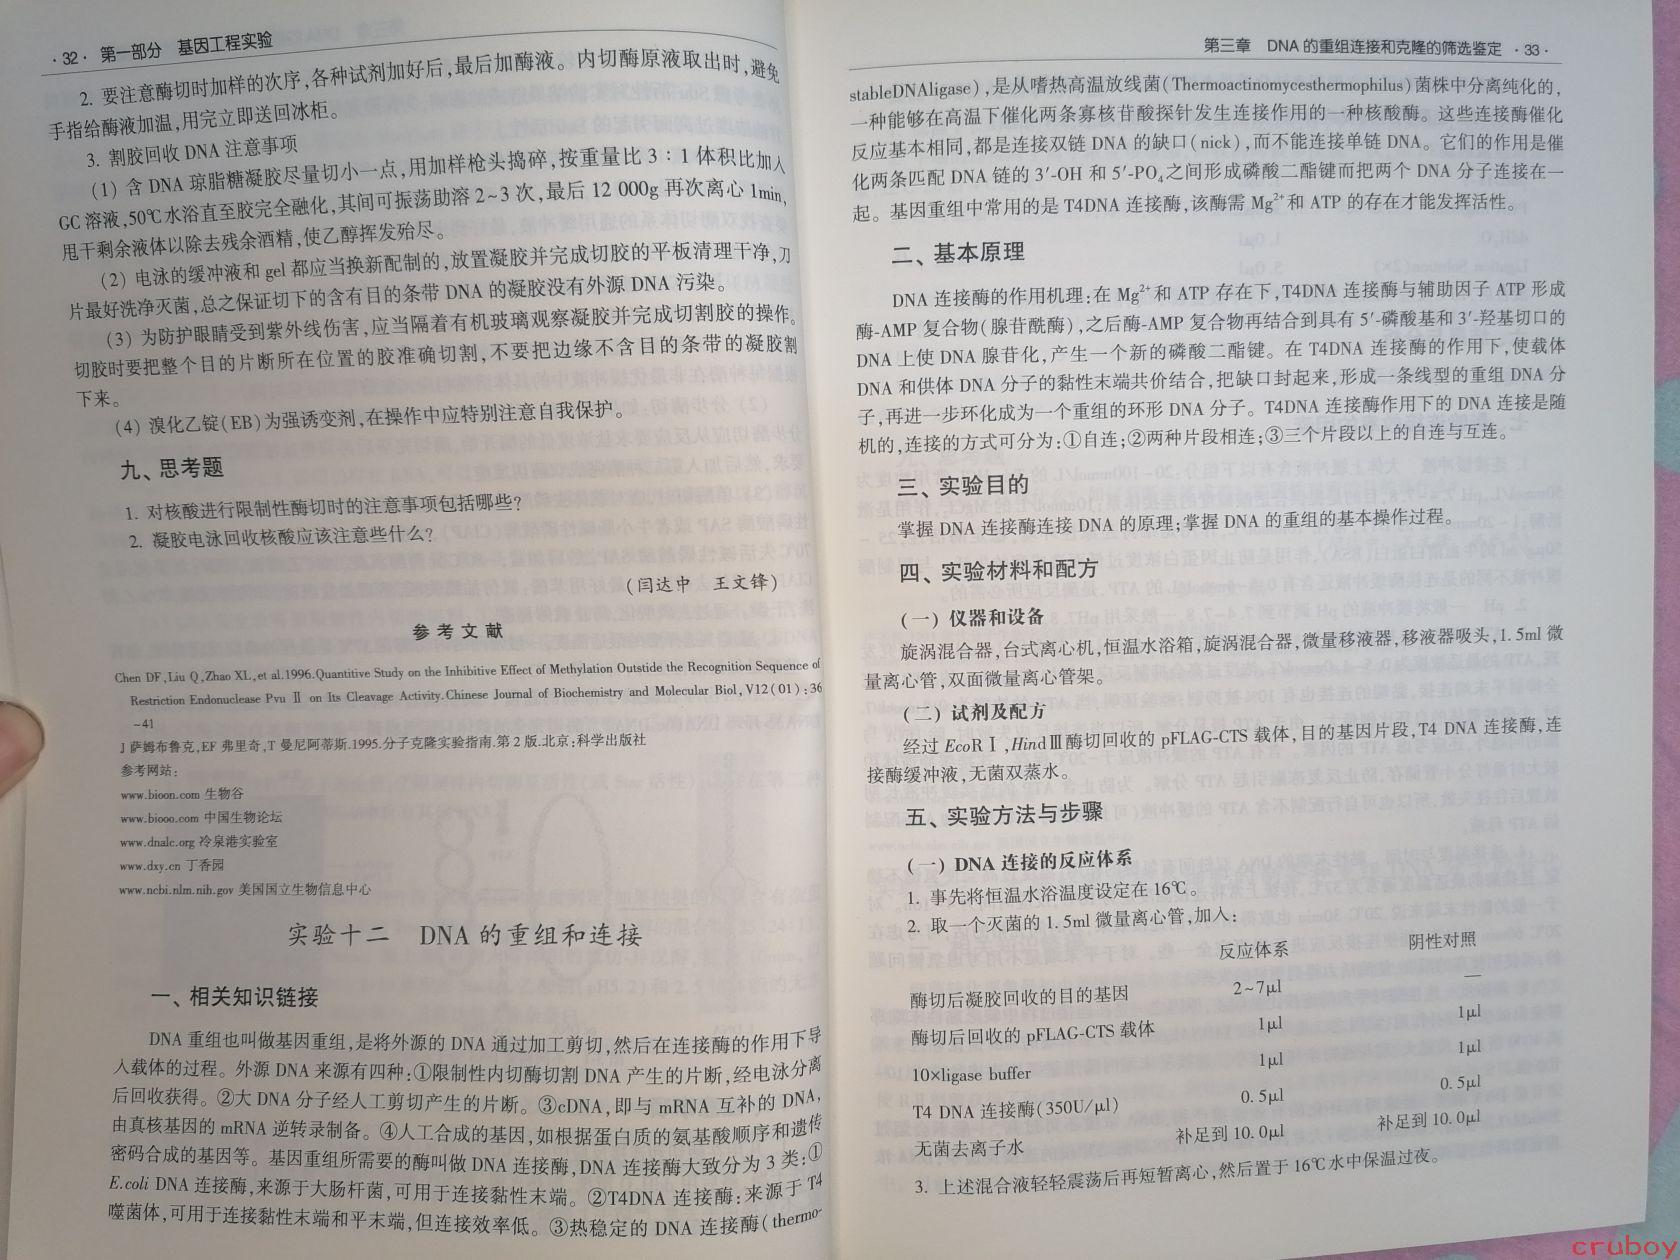 ·32· 第一部分 基因工程实验
2. 要注意酶切时加样的次序,各种试剂加好后,最后加酶液。内切酶原液取出时,避免
手指给酶液加温,用完立即送回冰柜。
3. 割胶回收 DNA 注意事项
(1) 含 DNA 琼脂糖凝胶尽量切小一点,用加样枪头捣碎,按重量比 3∶1 体积比加入
GC 溶液,50℃水浴直至胶完全融化,其间可振荡助溶 2~3 次,最后 12 000g 再次离心 1min,
甩干剩余液体以除去残余酒精,使乙醇挥发殆尽。
(2) 电泳的缓冲液和 gel 都应当换新配制的,放置凝胶并完成切胶的平板清理干净,刀
片最好洗净灭菌,总之保证切下的含有目的条带 DNA 的凝胶没有外源 DNA 污染。
(3) 为防护眼睛受到紫外线伤害,应当隔着有机玻璃观察凝胶并完成切割胶的操作。
切胶时要把整个目的片断所在位置的胶准确切割,不要把边缘不含目的条带的凝胶割
下来。
(4) 溴化乙锭(EB)为强诱变剂,在操作中应特别注意自我保护。
九、思考题
1. 对核酸进行限制性酶切时的注意事项包括哪些?
2. 凝胶电泳回收核酸应该注意些什么?
(闫达中 王文锋)
参考文献
Chen DF,Liu Q,Zhao XL,et al.1996.Quantitive Study on the Inhibitive Effect of Methylation Outstide the Recognition Sequence of
Restriction Endonuclease Pvu Ⅱ on Its Cleavage Activity.Chinese Journal of Biochemistry and Molecular Biol,V12(01):36
~41
J 萨姆布鲁克,EF 弗里奇,T 曼尼阿蒂斯.1995.分子克隆实验指南.第 2 版.北京:科学出版社
参考网站:
www.bioon.com 生物谷
www.biooo.com 中国生物论坛
www.dnalc.org 冷泉港实验室
www.dxy.cn 丁香园
www.ncbi.nlm.nih.gov 美国国立生物信息中心
实验十二 DNA 的重组和连接
一、相关知识链接
DNA 重组也叫做基因重组,是将外源的 DNA 通过加工剪切,然后在连接酶的作用下导
入载体的过程。外源 DNA 来源有四种:①限制性内切酶切割 DNA 产生的片断,经电泳分离
后回收获得。②大 DNA 分子经人工剪切产生的片断。③cDNA,即与 mRNA 互补的 DNA,
由真核基因的 mRNA 逆转录制备。④人工合成的基因,如根据蛋白质的氨基酸顺序和遗传
密码合成的基因等。基因重组所需要的酶叫做 DNA 连接酶,DNA 连接酶大致分为 3 类:①
E.coli DNA 连接酶,来源于大肠杆菌,可用于连接黏性末端。②T4DNA 连接酶:来源于 T4
噬菌体,可用于连接黏性末端和平末端,但连接效率低。③热稳定的 DNA 连接酶(thermo-
第三章 DNA 的重组连接和克隆的筛选鉴定 ·33·
stableDNAligase),是从嗜热高温放线菌(Thermoactinomycesthermophilus)菌株中分离纯化的,
一种能够在高温下催化两条寡核苷酸探针发生连接作用的一种核酸酶。这些连接酶催化
反应基本相同,都是连接双链 DNA 的缺口(nick),而不能连接单链 DNA。它们的作用是催
化两条匹配 DNA 链的 3′-OH 和 5′-PO₄之间形成磷酸二酯键而把两个 DNA 分子连接在一
起。基因重组中常用的是 T4DNA 连接酶,该酶需 Mg²⁺和 ATP 的存在才能发挥活性。
二、基本原理
DNA 连接酶的作用机理:在 Mg²⁺和 ATP 存在下,T4DNA 连接酶与辅助因子 ATP 形成
酶-AMP 复合物(腺苷酰酶),之后酶-AMP 复合物再结合到具有 5′-磷酸基和 3′-羟基切口的
DNA 上使 DNA 腺苷化,产生一个新的磷酸二酯键。在 T4DNA 连接酶的作用下,使载体
DNA 和供体 DNA 分子的黏性末端共价结合,把缺口封起来,形成一条线型的重组 DNA 分
子,再进一步环化成为一个重组的环形 DNA 分子。T4DNA 连接酶作用下的 DNA 连接是随
机的,连接的方式可分为:①自连;②两种片段相连;③三个片段以上的自连与互连。
三、实验目的
掌握 DNA 连接酶连接 DNA 的原理;掌握 DNA 的重组的基本操作过程。
四、实验材料和配方
(一) 仪器和设备
旋涡混合器,台式离心机,恒温水浴箱,旋涡混合器,微量移液器,移液器吸头,1.5ml 微
量离心管,双面微量离心管架。
(二) 试剂及配方
经过 EcoRⅠ,HindⅢ酶切回收的 pFLAG-CTS 载体,目的基因片段,T4 DNA 连接酶,连
接酶缓冲液,无菌双蒸水。
五、实验方法与步骤
(一) DNA 连接的反应体系
1. 事先将恒温水浴温度设定在 16℃。
2. 取一个灭菌的 1.5ml 微量离心管,加入:
反应体系 阴性对照
酶切后凝胶回收的目的基因 2~7μl —
酶切后回收的 pFLAG-CTS 载体 1μl 1μl
10×ligase buffer 1μl 1μl
T4 DNA 连接酶(350U/μl) 0.5μl 0.5μl
无菌去离子水 补足到 10.0μl 补足到 10.0μl
3. 上述混合液轻轻震荡后再短暂离心,然后置于 16℃水中保温过夜。
cruboy